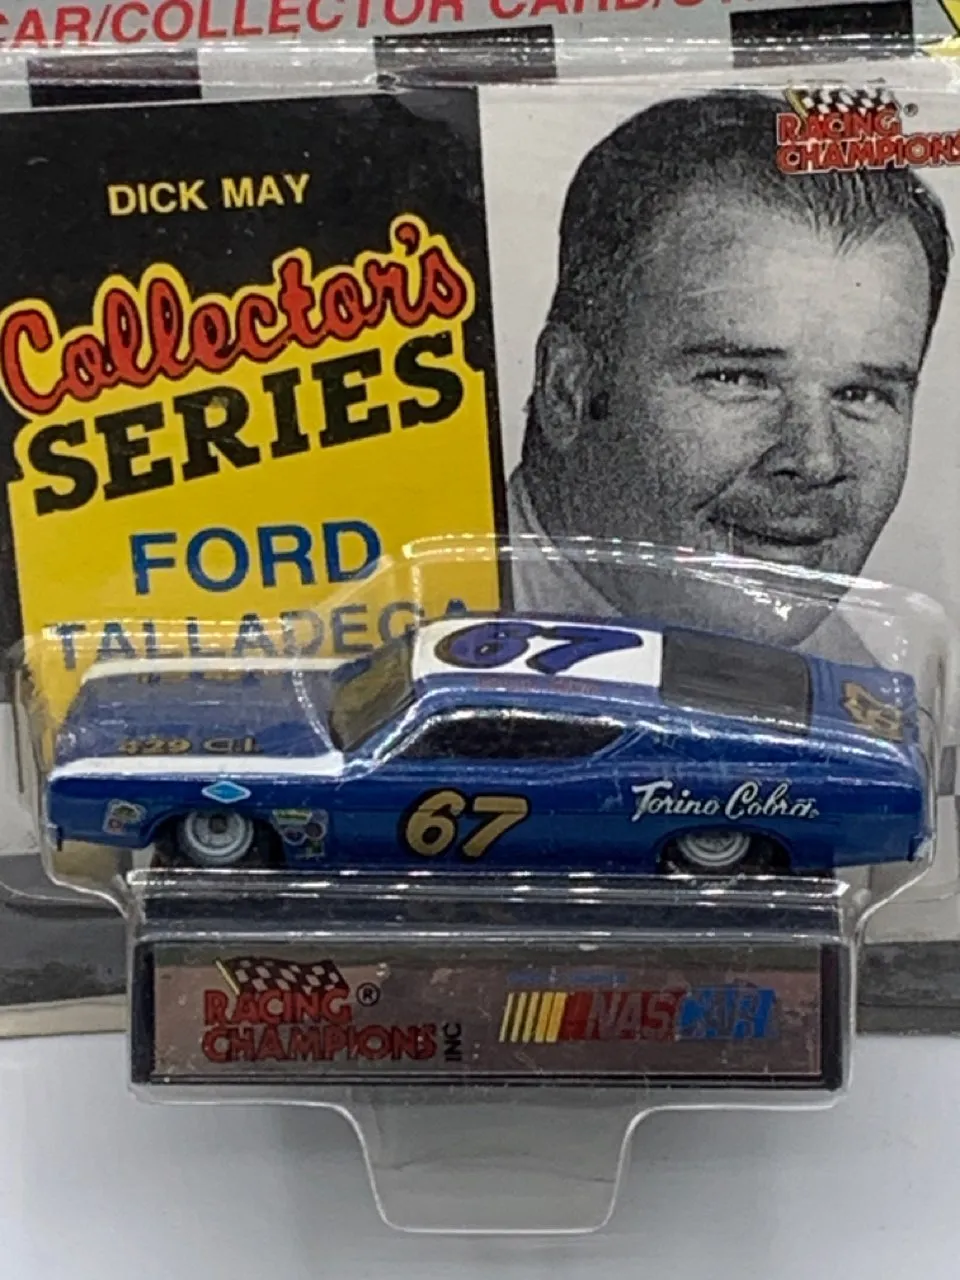 CAR/COLLECTOR CARD/
RACING ®
CHAMPIONS
DICK MAY
Collector's
SERIES
FORD
TALLADEGA
67
429 C.I.
67
Torino Cobra
RACING ®
CHAMPIONS INC
NASCAR